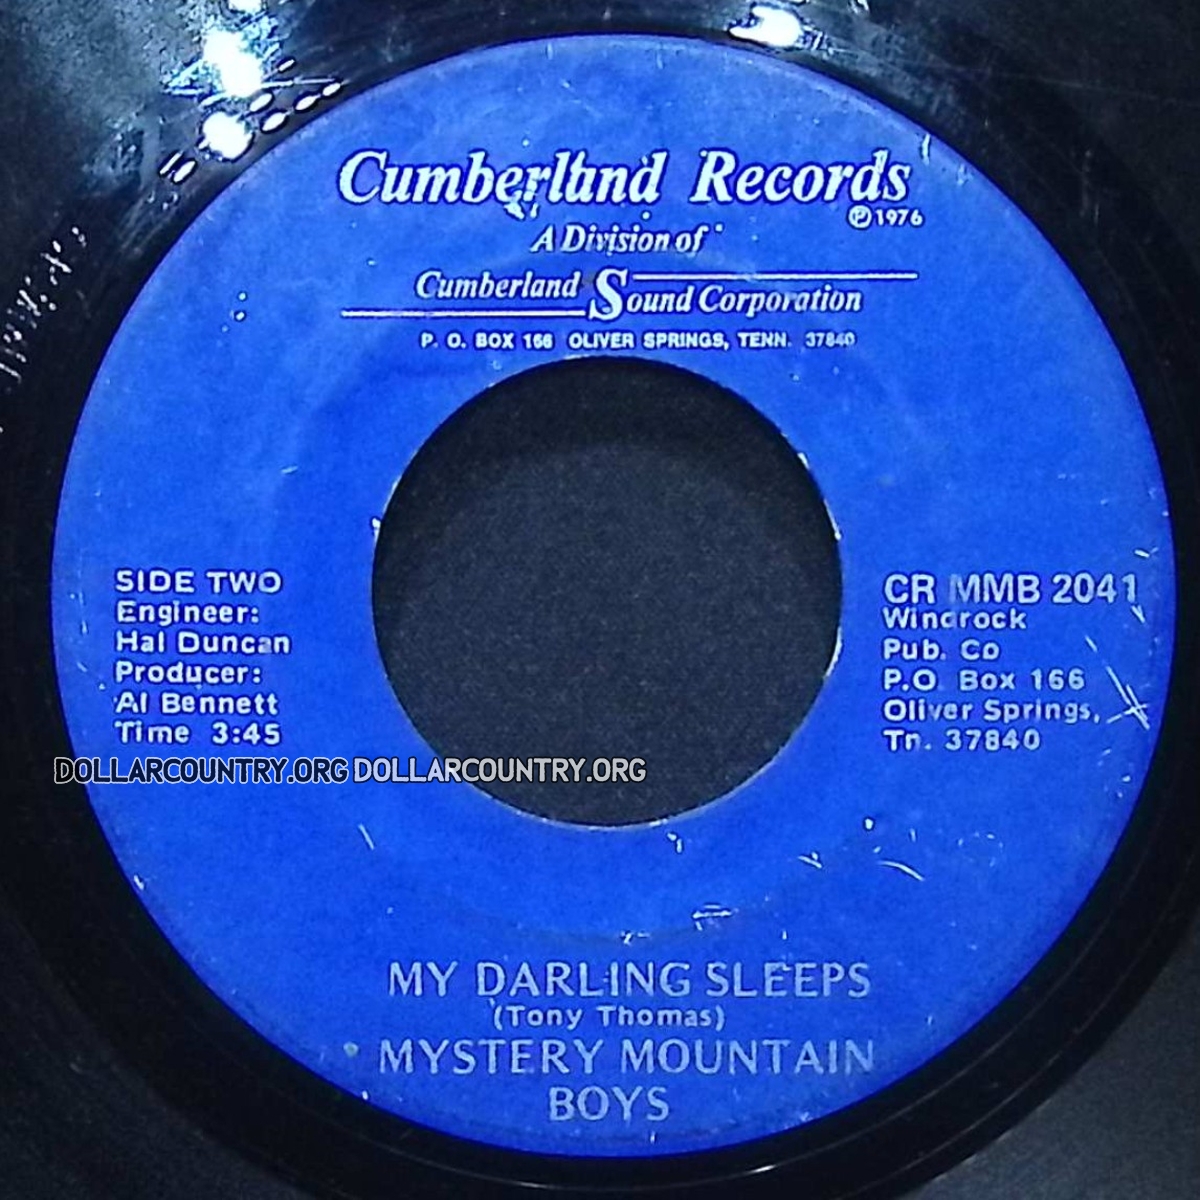 Cumberland Records
℗1976
A Division of
Cumberland Sound Corporation
P. O. BOX 166 OLIVER SPRINGS, TENN. 37840
SIDE TWO
Engineer:
Hal Duncan
Producer:
Al Bennett
Time 3:45
CR MMB 2041
Windrock
Pub. Co
P.O. Box 166
Oliver Springs,
Tn. 37840
DOLLARCOUNTRY.ORG DOLLARCOUNTRY.ORG
MY DARLING SLEEPS
(Tony Thomas)
MYSTERY MOUNTAIN
BOYS